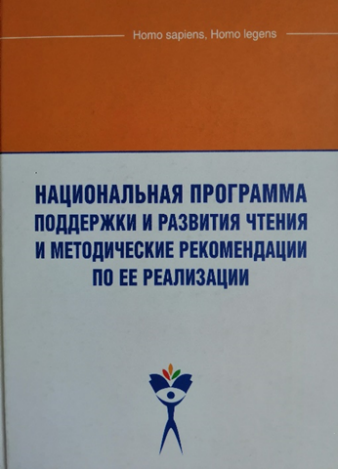 Homo sapiens, Homo legens
НАЦИОНАЛЬНАЯ ПРОГРАММА
ПОДДЕРЖКИ И РАЗВИТИЯ ЧТЕНИЯ
И МЕТОДИЧЕСКИЕ РЕКОМЕНДАЦИИ
ПО ЕЕ РЕАЛИЗАЦИИ